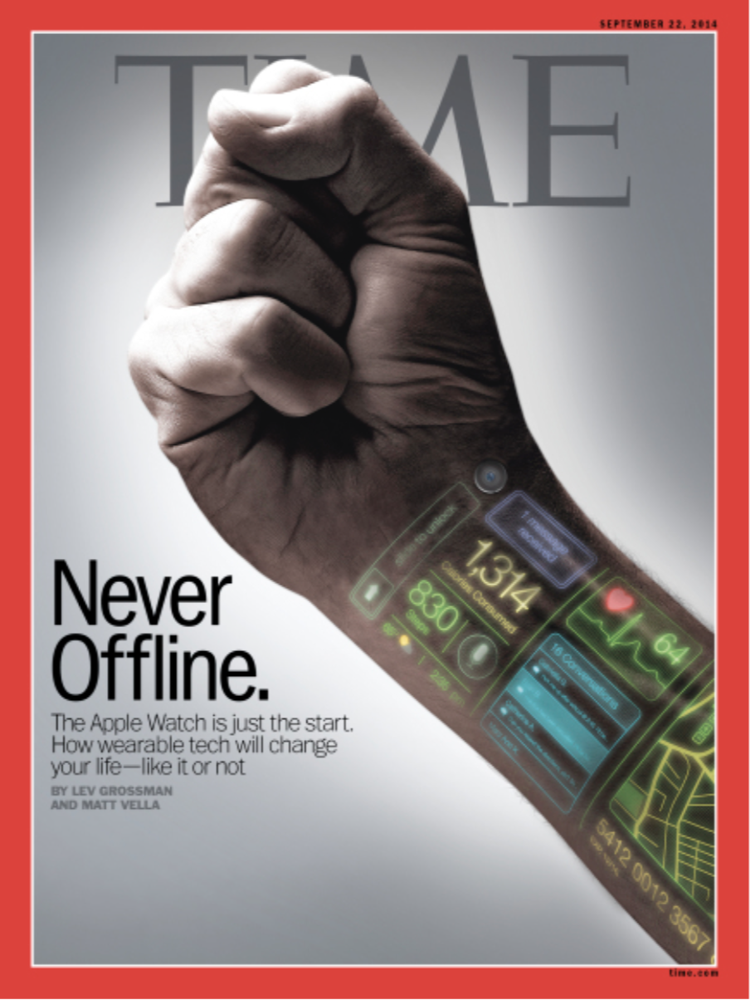 SEPTEMBER 22, 2014
TIME
slide to unlock
1 message
received
1,314
Calories Consumed
830
Steps
64
16 Conversations
Never
Offline.
The Apple Watch is just the start.
How wearable tech will change
your life—like it or not
BY LEV GROSSMAN
AND MATT VELLA
5412 0012 3567
time.com